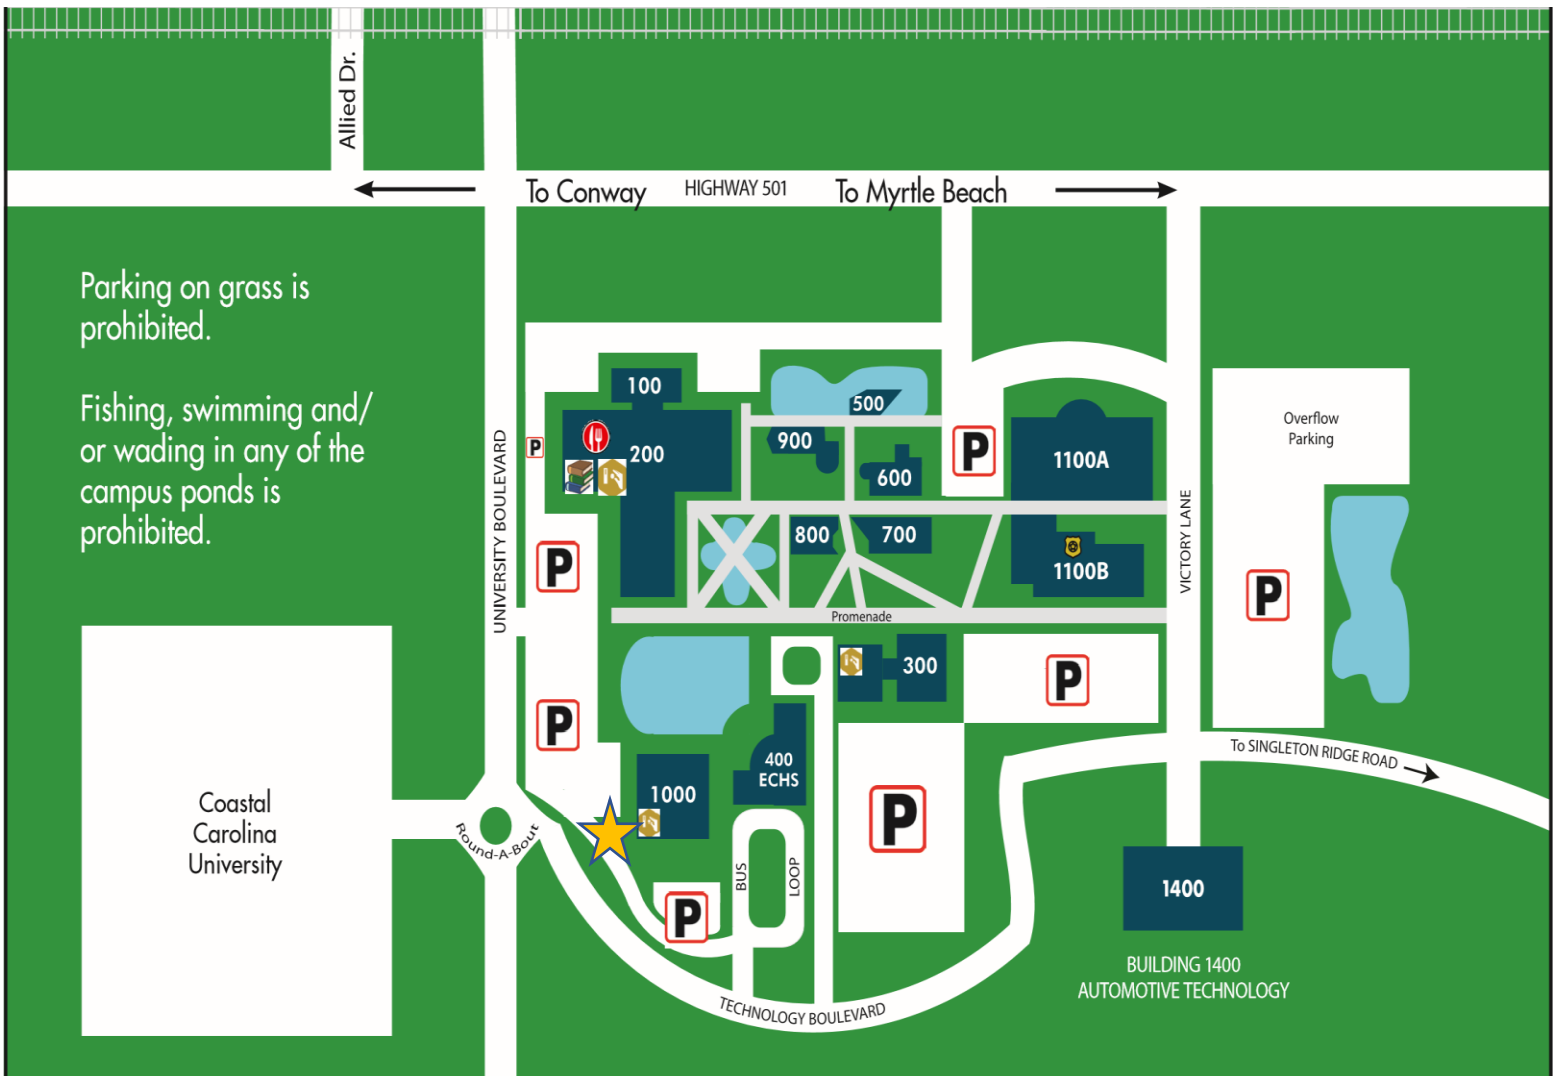 Allied Dr.
To Conway
HIGHWAY 501
To Myrtle Beach
Parking on grass is
prohibited.
Fishing, swimming and/
or wading in any of the
campus ponds is
prohibited.
UNIVERSITY BOULEVARD
100
200
P
500
900
600
P
1100A
Overflow
Parking
800
700
1100B
VICTORY LANE
P
P
Promenade
300
P
P
400
ECHS
1000
P
To SINGLETON RIDGE ROAD
Coastal
Carolina
University
Round-A-Bout
BUS
LOOP
P
1400
BUILDING 1400
AUTOMOTIVE TECHNOLOGY
TECHNOLOGY BOULEVARD